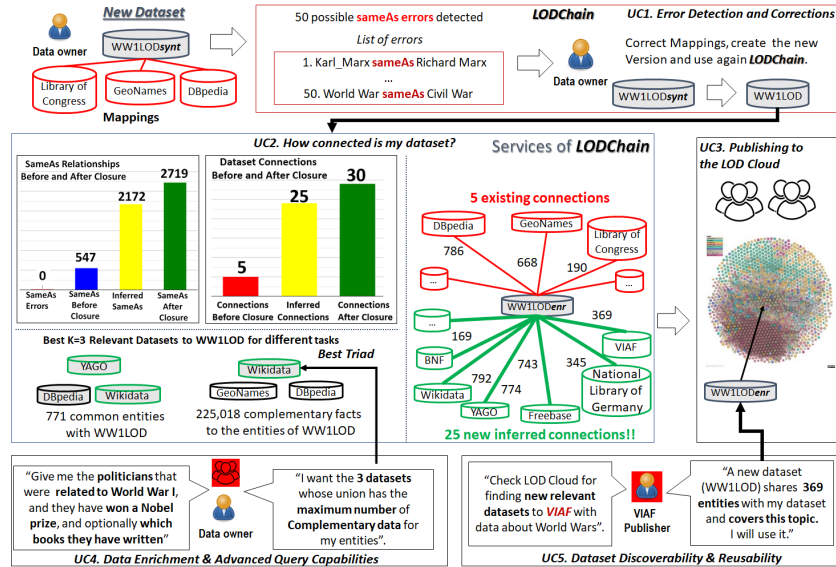 New Dataset
Data owner
WW1LODsynt
Library of
Congress
GeoNames
DBpedia
Mappings
50 possible sameAs errors detected
LODChain
UC1. Error Detection and Corrections
List of errors
1. Karl_Marx sameAs Richard Marx
...
50. World War sameAs Civil War
Data owner
Correct Mappings, create the new
Version and use again LODChain.
WW1LODsynt
WW1LOD
UC2. How connected is my dataset?
SameAs Relationships
Before and After Closure
0
547
2172
2719
SameAs
Errors
SameAs
Before
Closure
Inferred
SameAs
SameAs
After
Closure
Dataset Connections
Before and After Closure
5
25
30
Connections
Before Closure
Inferred
Connections
Connections
After Closure
Best K=3 Relevant Datasets to WW1LOD for different tasks
Best Triad
YAGO
DBpedia
Wikidata
771 common entities
with WW1LOD
Wikidata
GeoNames
DBpedia
225,018 complementary facts
to the entities of WW1LOD
Services of LODChain
5 existing connections
DBpedia
GeoNames
Library of
Congress
786
668
190
...
...
WW1LODenr
...
169
369
BNF
VIAF
743
345
792
774
Wikidata
YAGO
Freebase
National
Library of
Germany
25 new inferred connections!!
UC3. Publishing to
the LOD Cloud
WW1LODenr
“Give me the politicians that
were related to World War I,
and they have won a Nobel
prize, and optionally which
books they have written”
Data owner
“I want the 3 datasets
whose union has the
maximum number of
Complementary data for
my entities”.
UC4. Data Enrichment & Advanced Query Capabilities
“Check LOD Cloud for
finding new relevant
datasets to VIAF with
data about World Wars”.
VIAF
Publisher
“A new dataset
(WW1LOD) shares 369
entities with my dataset
and covers this topic.
I will use it.”
UC5. Dataset Discoverability & Reusability